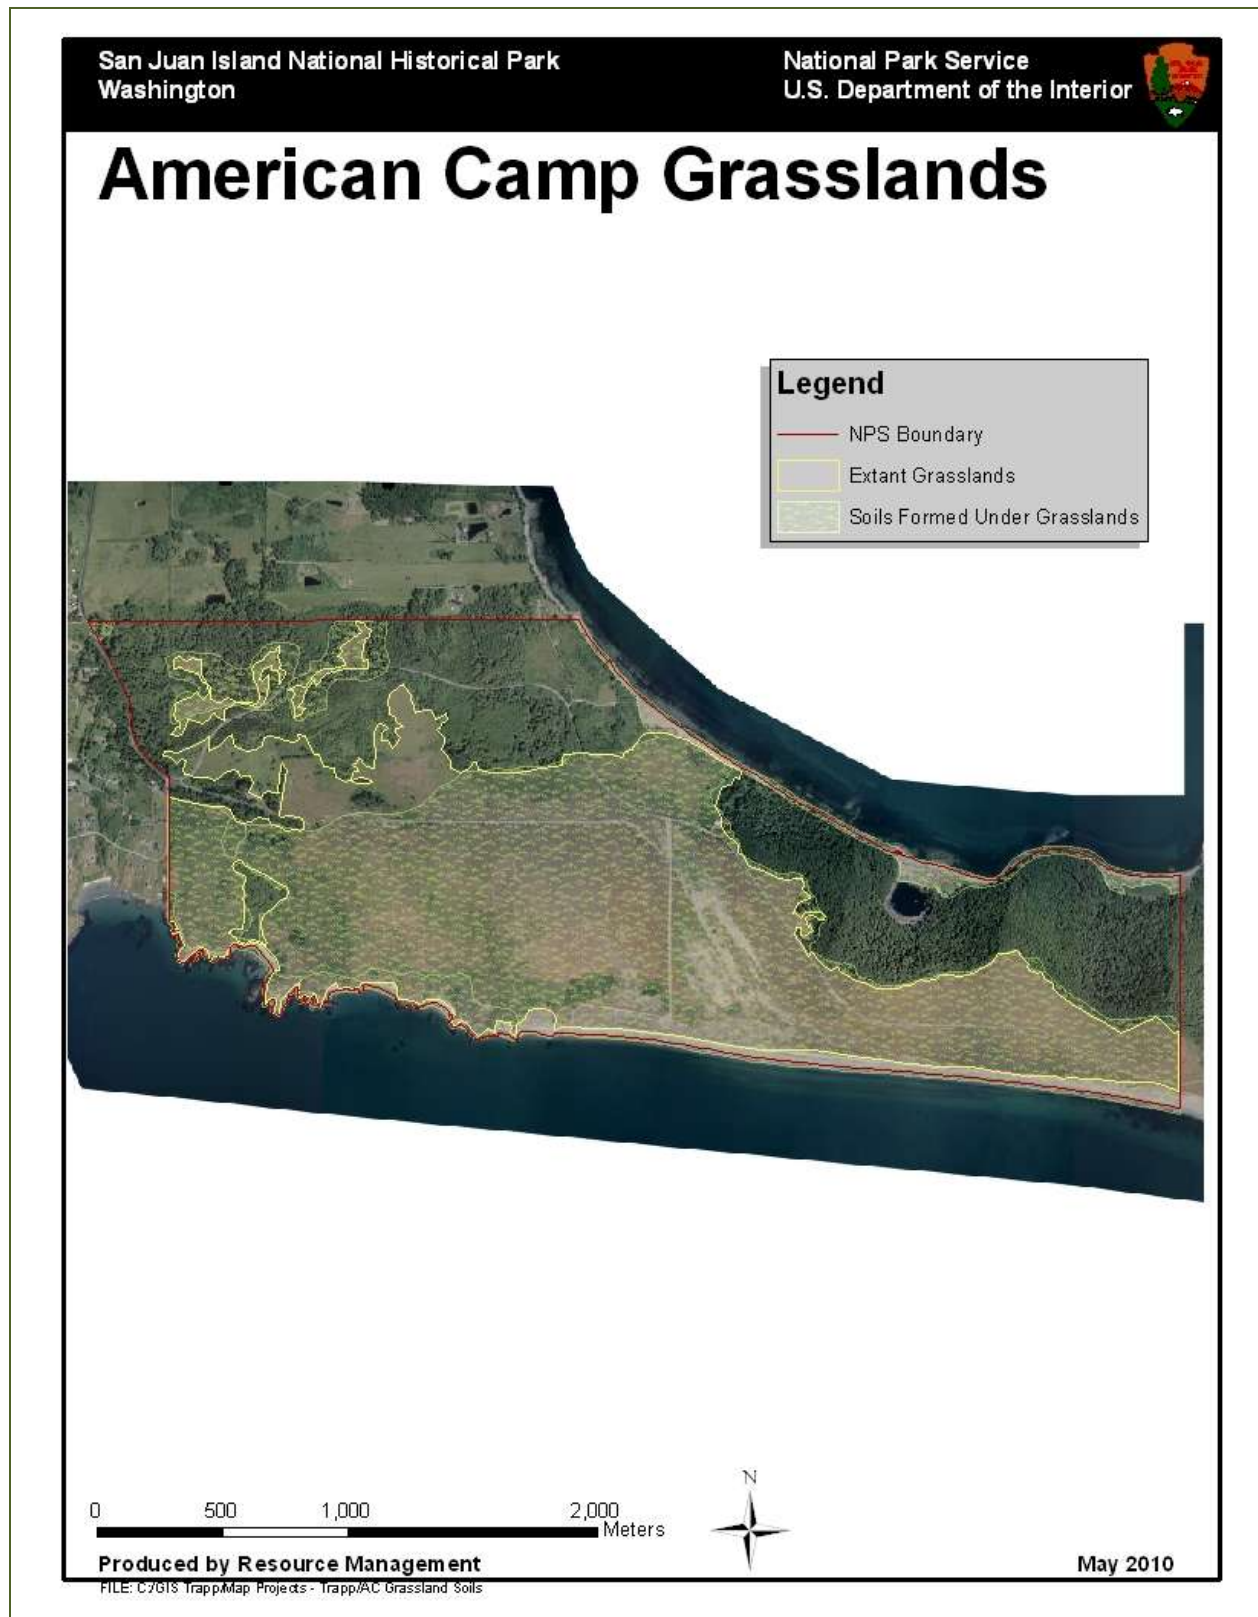 San Juan Island National Historical Park
Washington
National Park Service
U.S. Department of the Interior
American Camp Grasslands
Legend
NPS Boundary
Extant Grasslands
Soils Formed Under Grasslands
N
0 500 1,000 2,000
Meters
Produced by Resource Management
May 2010
FILE: C:/GIS Trapp/Map Projects - Trapp/AC Grassland Soils